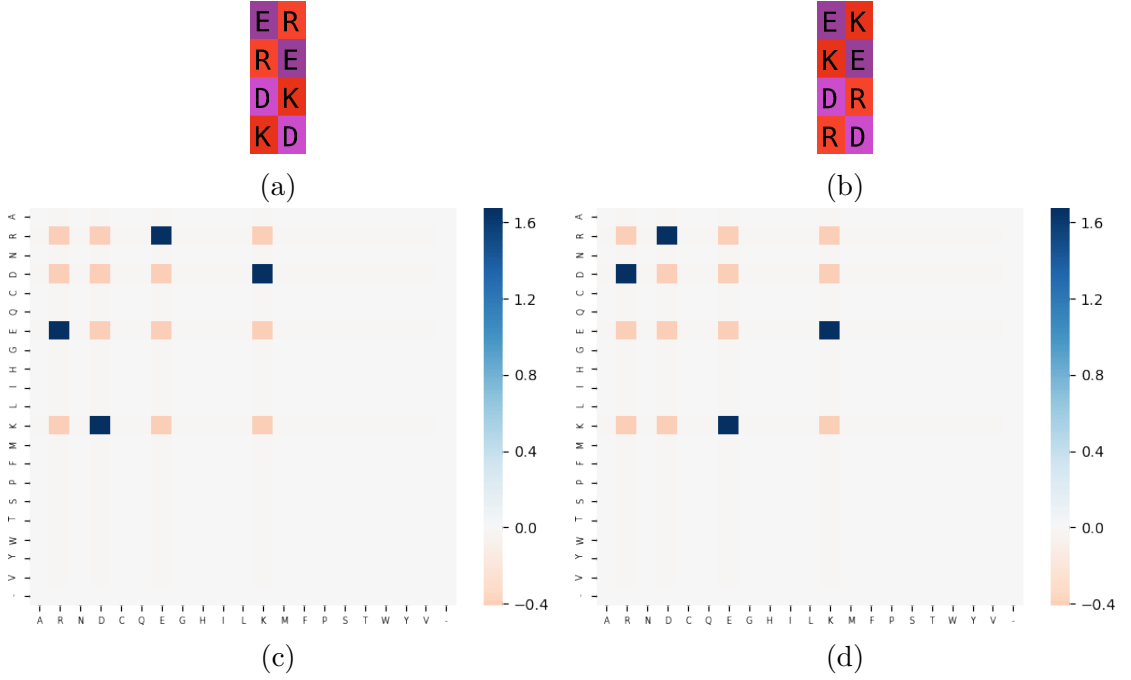 E R
R E
D K
K D
(a)
E K
K E
D R
R D
(b)
A
R
N
D
C
Q
E
G
H
I
L
K
M
F
P
S
T
W
Y
V
-
A R N D C Q E G H I L K M F P S T W Y V -
1.6
1.2
0.8
0.4
0.0
−0.4
(c)
A
R
N
D
C
Q
E
G
H
I
L
K
M
F
P
S
T
W
Y
V
-
A R N D C Q E G H I L K M F P S T W Y V -
1.6
1.2
0.8
0.4
0.0
−0.4
(d)